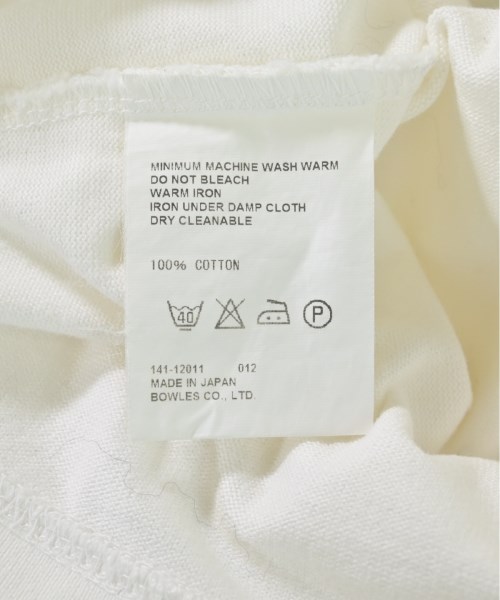 MINIMUM MACHINE WASH WARM
DO NOT BLEACH
WARM IRON
IRON UNDER DAMP CLOTH
DRY CLEANABLE
100% COTTON
40 P
141-12011 012
MADE IN JAPAN
BOWLES CO., LTD.